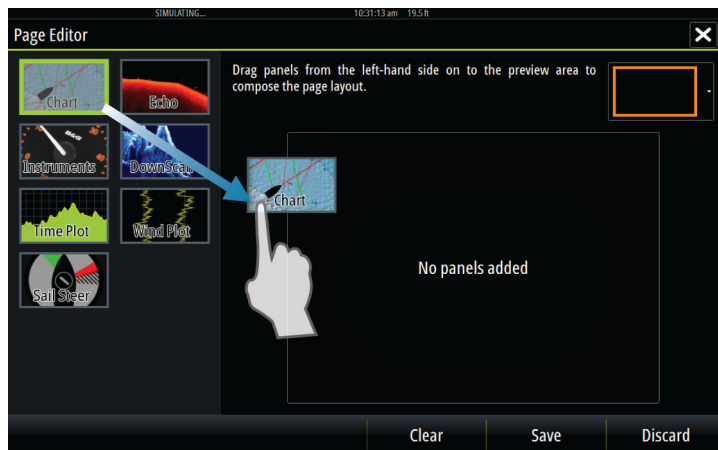 SIMULATING... 10:31:13 am 19.5 ft
Page Editor
Drag panels from the left-hand side on to the preview area to
compose the page layout.
Chart Echo
B&G
Instruments DownScan
Chart
Time Plot Wind Plot
No panels added
Sail Steer
Clear Save Discard